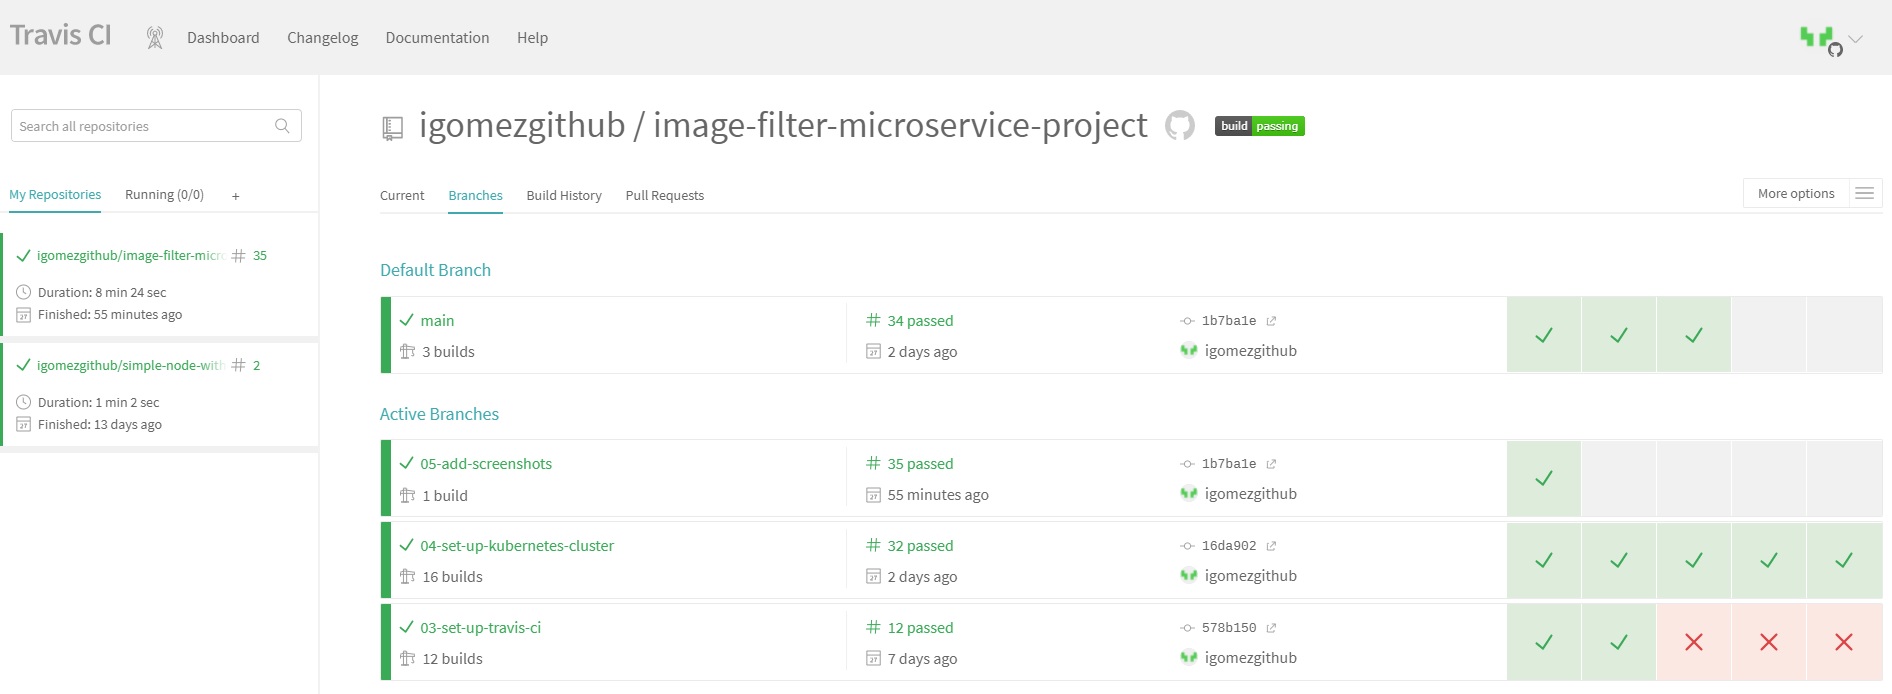 Travis CI Dashboard Changelog Documentation Help
Search all repositories
My Repositories Running (0/0) +
igomezgithub/image-filter-micro # 35
Duration: 8 min 24 sec
Finished: 55 minutes ago
igomezgithub/simple-node-with # 2
Duration: 1 min 2 sec
Finished: 13 days ago
igomezgithub / image-filter-microservice-project build passing
Current Branches Build History Pull Requests More options
Default Branch
main # 34 passed 1b7ba1e
3 builds 2 days ago igomezgithub
Active Branches
05-add-screenshots # 35 passed 1b7ba1e
1 build 55 minutes ago igomezgithub
04-set-up-kubernetes-cluster # 32 passed 16da902
16 builds 2 days ago igomezgithub
03-set-up-travis-ci # 12 passed 578b150
12 builds 7 days ago igomezgithub